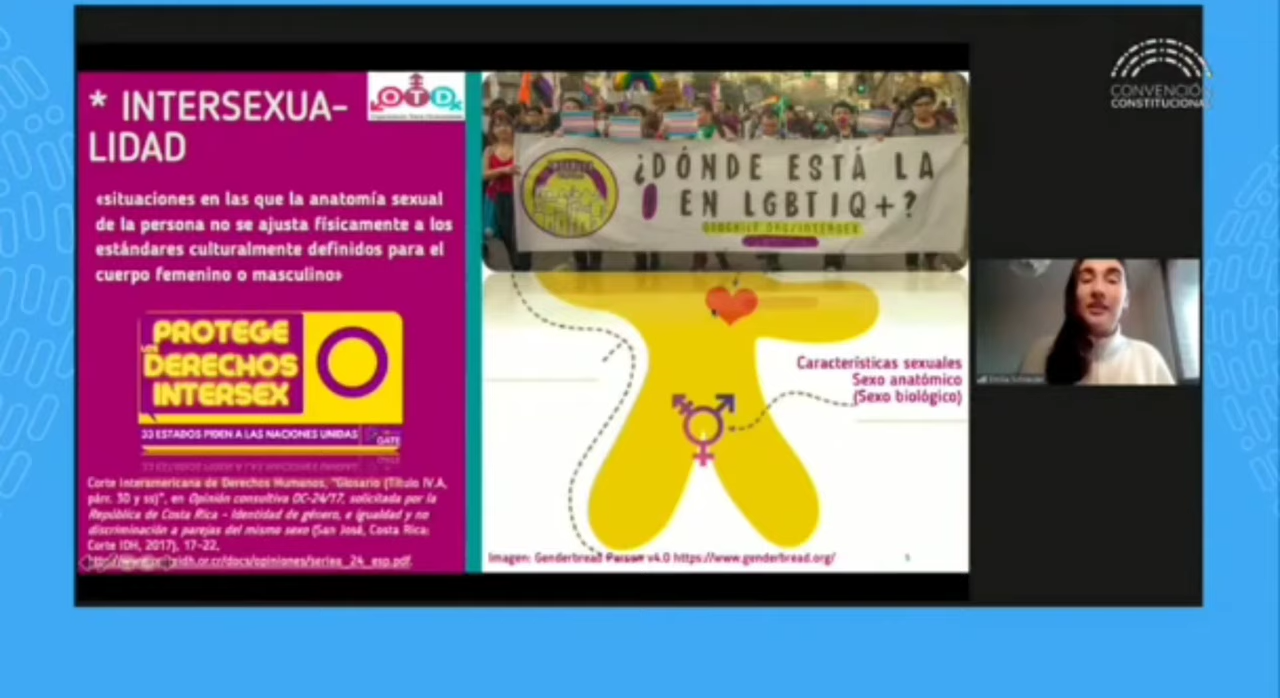 * INTERSEXUA-
LIDAD
OTD
«situaciones en las que la anatomía sexual
de la persona no se ajusta físicamente a los
estándares culturalmente definidos para el
cuerpo femenino o masculino»
PROTEGE
LOS
DERECHOS
INTERSEX
33 ESTADOS PIDEN A LAS NACIONES UNIDAS
GATE
Corte Interamericana de Derechos Humanos, "Glosario (Título IV.A,
párr. 30 y ss)", en Opinión consultiva OC-24/17, solicitada por la
República de Costa Rica - Identidad de género, e igualdad y no
discriminación a parejas del mismo sexo (San José, Costa Rica:
Corte IDH, 2017), 17-22,
¿DÓNDE ESTÁ LA
EN LGBTIQ+?
Características sexuales
Sexo anatómico
(Sexo biológico)
Imagen: Genderbread Person v4.0 https://www.genderbread.org/
CONVENCIÓN
CONSTITUCIONAL